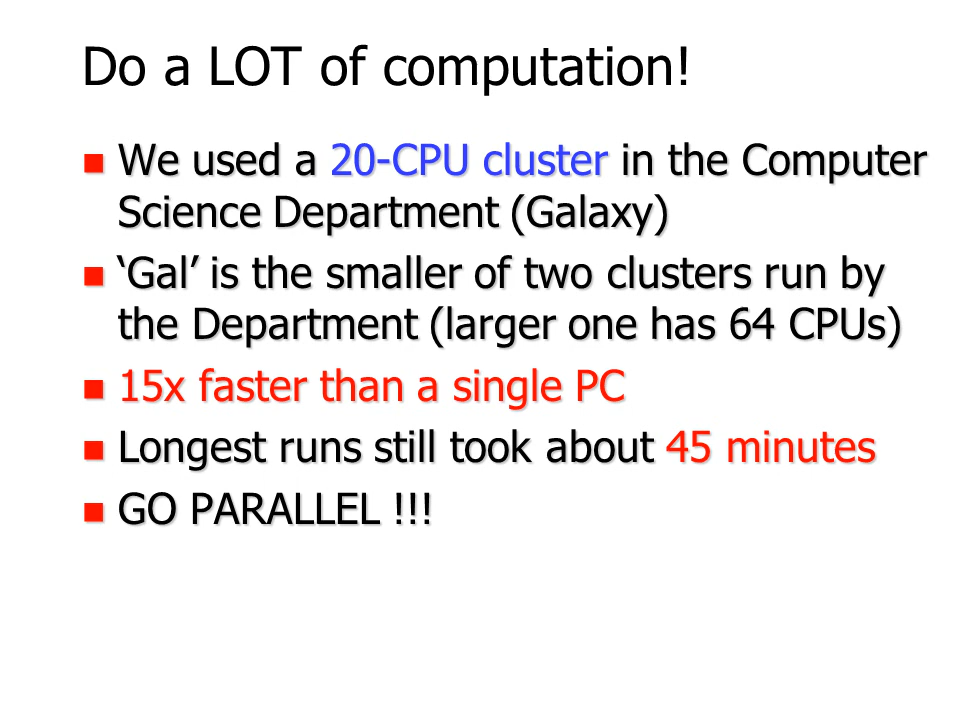 Do a LOT of computation!
We used a 20-CPU cluster in the Computer
Science Department (Galaxy)
‘Gal’ is the smaller of two clusters run by
the Department (larger one has 64 CPUs)
15x faster than a single PC
Longest runs still took about 45 minutes
GO PARALLEL !!!